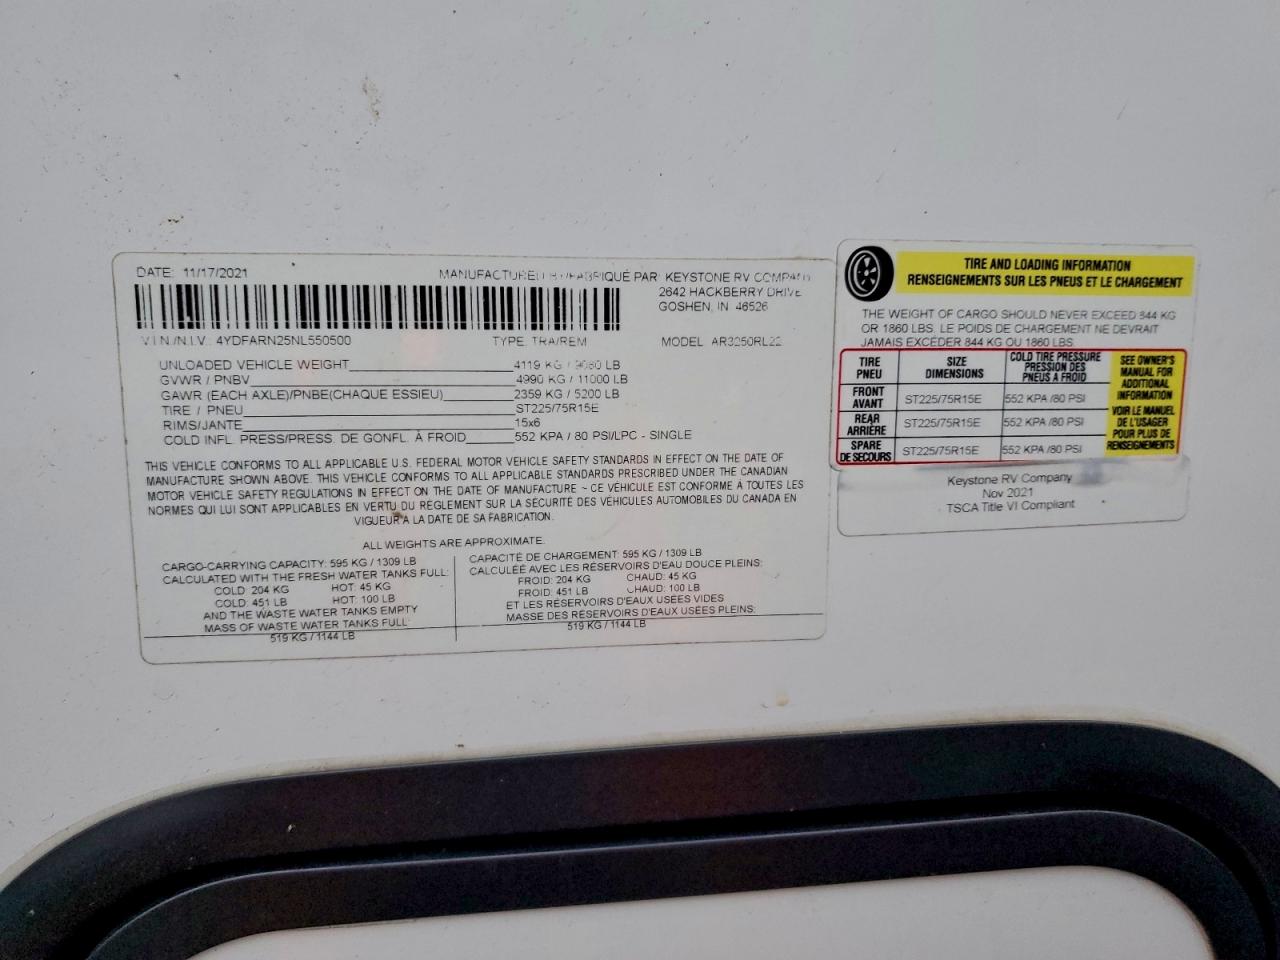 DATE: 11/17/2021
MANUFACTURED BY/FABRIQUÉ PAR: KEYSTONE RV COMPANY
2642 HACKBERRY DRIVE
GOSHEN, IN 46526
V.I.N./N.I.V.: 4YDFARN25NL550500 TYPE: TRA/REM MODEL: AR3250RL22
UNLOADED VEHICLE WEIGHT 4119 KG / 9080 LB
GVWR / PNBV 4990 KG / 11000 LB
GAWR (EACH AXLE)/PNBE(CHAQUE ESSIEU) 2359 KG / 5200 LB
TIRE / PNEU ST225/75R15E
RIMS/JANTE 15x6
COLD INFL. PRESS/PRESS. DE GONFL. À FROID 552 KPA / 80 PSI/LPC - SINGLE
THIS VEHICLE CONFORMS TO ALL APPLICABLE U.S. FEDERAL MOTOR VEHICLE SAFETY STANDARDS IN EFFECT ON THE DATE OF
MANUFACTURE SHOWN ABOVE. THIS VEHICLE CONFORMS TO ALL APPLICABLE STANDARDS PRESCRIBED UNDER THE CANADIAN
MOTOR VEHICLE SAFETY REGULATIONS IN EFFECT ON THE DATE OF MANUFACTURE - CE VÉHICULE EST CONFORME À TOUTES LES
NORMES QUI LUI SONT APPLICABLES EN VERTU DU RÈGLEMENT SUR LA SÉCURITÉ DES VÉHICULES AUTOMOBILES DU CANADA EN
VIGUEUR A LA DATE DE SA FABRICATION.
ALL WEIGHTS ARE APPROXIMATE.
CARGO-CARRYING CAPACITY: 595 KG / 1309 LB
CALCULATED WITH THE FRESH WATER TANKS FULL:
COLD: 204 KG HOT: 45 KG
COLD: 451 LB HOT: 100 LB
AND THE WASTE WATER TANKS EMPTY
MASS OF WASTE WATER TANKS FULL:
519 KG / 1144 LB
CAPACITÉ DE CHARGEMENT: 595 KG / 1309 LB
CALCULÉE AVEC LES RÉSERVOIRS D'EAU DOUCE PLEINS:
FROID: 204 KG CHAUD: 45 KG
FROID: 451 LB CHAUD: 100 LB
ET LES RÉSERVOIRS D'EAUX USÉES VIDES
MASSE DES RÉSERVOIRS D'EAUX USÉES PLEINS:
519 KG / 1144 LB
TIRE AND LOADING INFORMATION
RENSEIGNEMENTS SUR LES PNEUS ET LE CHARGEMENT
THE WEIGHT OF CARGO SHOULD NEVER EXCEED 844 KG
OR 1860 LBS. LE POIDS DE CHARGEMENT NE DEVRAIT
JAMAIS EXCÉDER 844 KG OU 1860 LBS.
TIRE
PNEU
SIZE
DIMENSIONS
COLD TIRE PRESSURE
PRESSION DES
PNEUS A FROID
FRONT
AVANT
ST225/75R15E 552 KPA /80 PSI
REAR
ARRIÈRE
ST225/75R15E 552 KPA /80 PSI
SPARE
DE SECOURS
ST225/75R15E 552 KPA /80 PSI
SEE OWNER'S
MANUAL FOR
ADDITIONAL
INFORMATION
VOIR LE MANUEL
DE L'USAGER
POUR PLUS DE
RENSEIGNEMENTS
Keystone RV Company
Nov 2021
TSCA Title VI Compliant